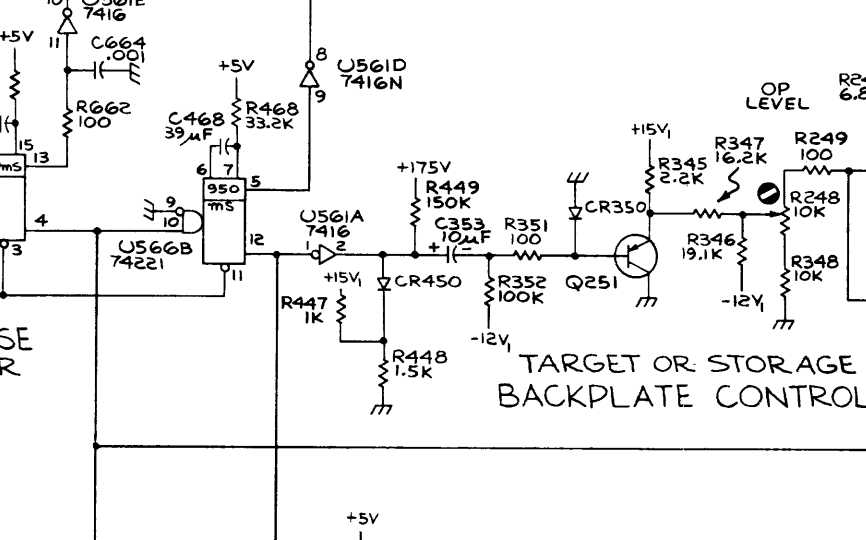 10 U561E
7416
11
+5V
C664
.001
R662
100
15
13
mS
4
3
+5V
C468
39μF
R468
33.2K
6 7
950
mS
5
9
10
U566B
74221
12
11
8
U561D
7416N
9
U561A
7416
1 2
+175V
R449
150K
C353
10μF
+ -
R351
100
CR350
+15V1
R447
1K
CR450
R448
1.5K
R352
100K
-12V1
Q251
+15V1
R345
2.2K
R347
16.2K
R346
19.1K
-12V1
OP
LEVEL
R249
100
R248
10K
R348
10K
6.8
TARGET OR STORAGE
BACKPLATE CONTROL
SE
R
+5V